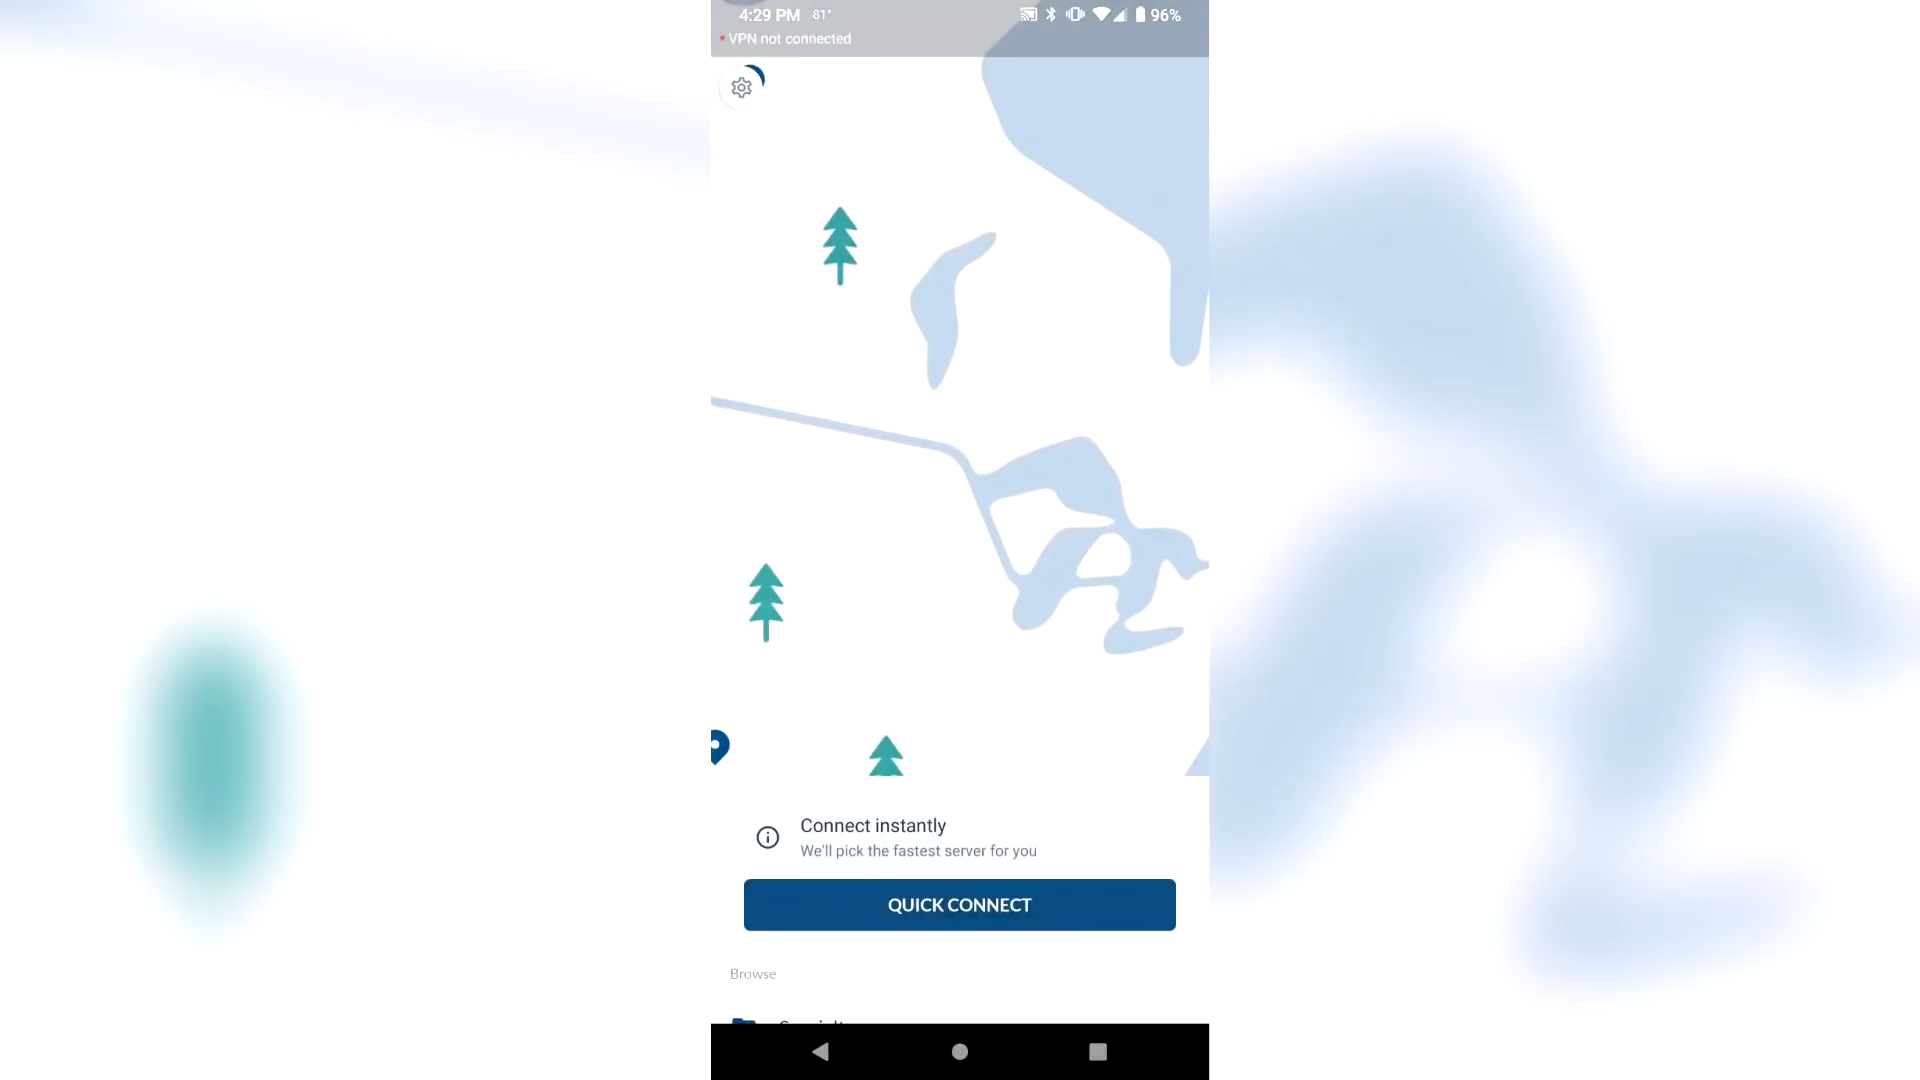 4:29 PM 81° 96%
VPN not connected
Connect instantly
We'll pick the fastest server for you
QUICK CONNECT
Browse